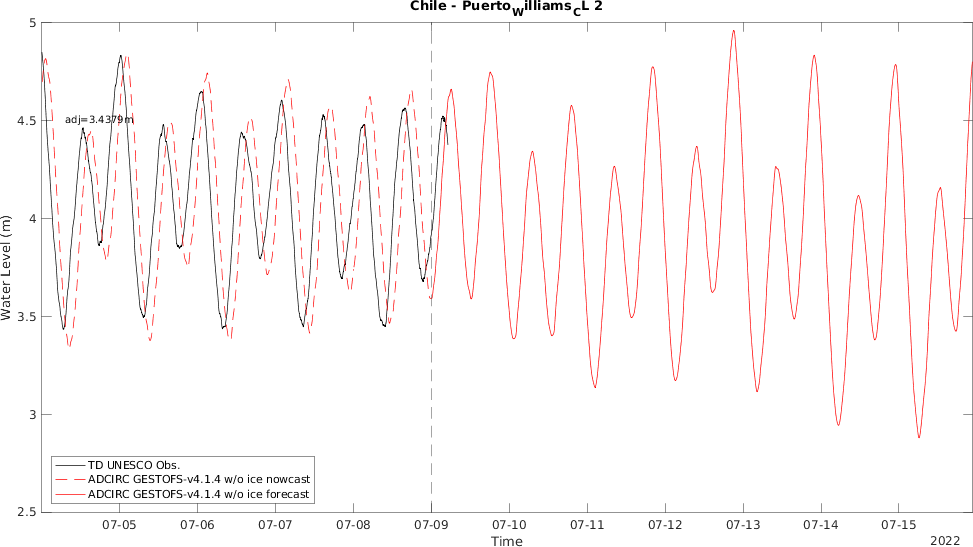 Chile - Puerto_Williams_CL 2
5
4.5
4
3.5
3
2.5
Water Level (m)
adj=3.4379m
TD UNESCO Obs.
ADCIRC GESTOFS-v4.1.4 w/o ice nowcast
ADCIRC GESTOFS-v4.1.4 w/o ice forecast
07-05 07-06 07-07 07-08 07-09 07-10 07-11 07-12 07-13 07-14 07-15
Time
2022